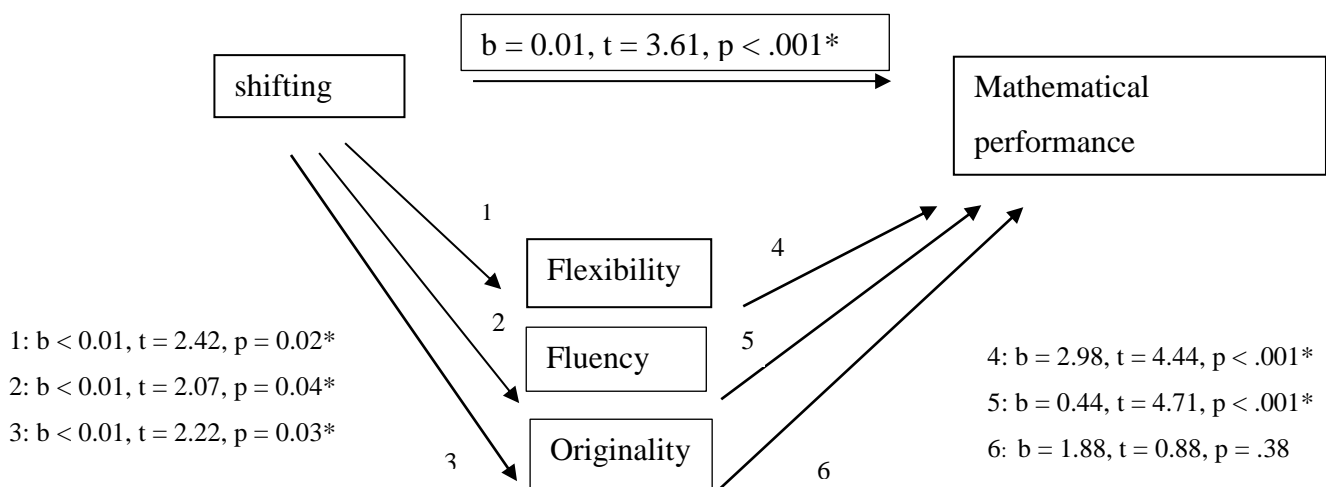 b = 0.01, t = 3.61, p < .001*
shifting
Mathematical
performance
1
4
Flexibility
2
5
1: b < 0.01, t = 2.42, p = 0.02*
Fluency
4: b = 2.98, t = 4.44, p < .001*
2: b < 0.01, t = 2.07, p = 0.04*
5: b = 0.44, t = 4.71, p < .001*
3: b < 0.01, t = 2.22, p = 0.03*
Originality
6: b = 1.88, t = 0.88, p = .38
3
6